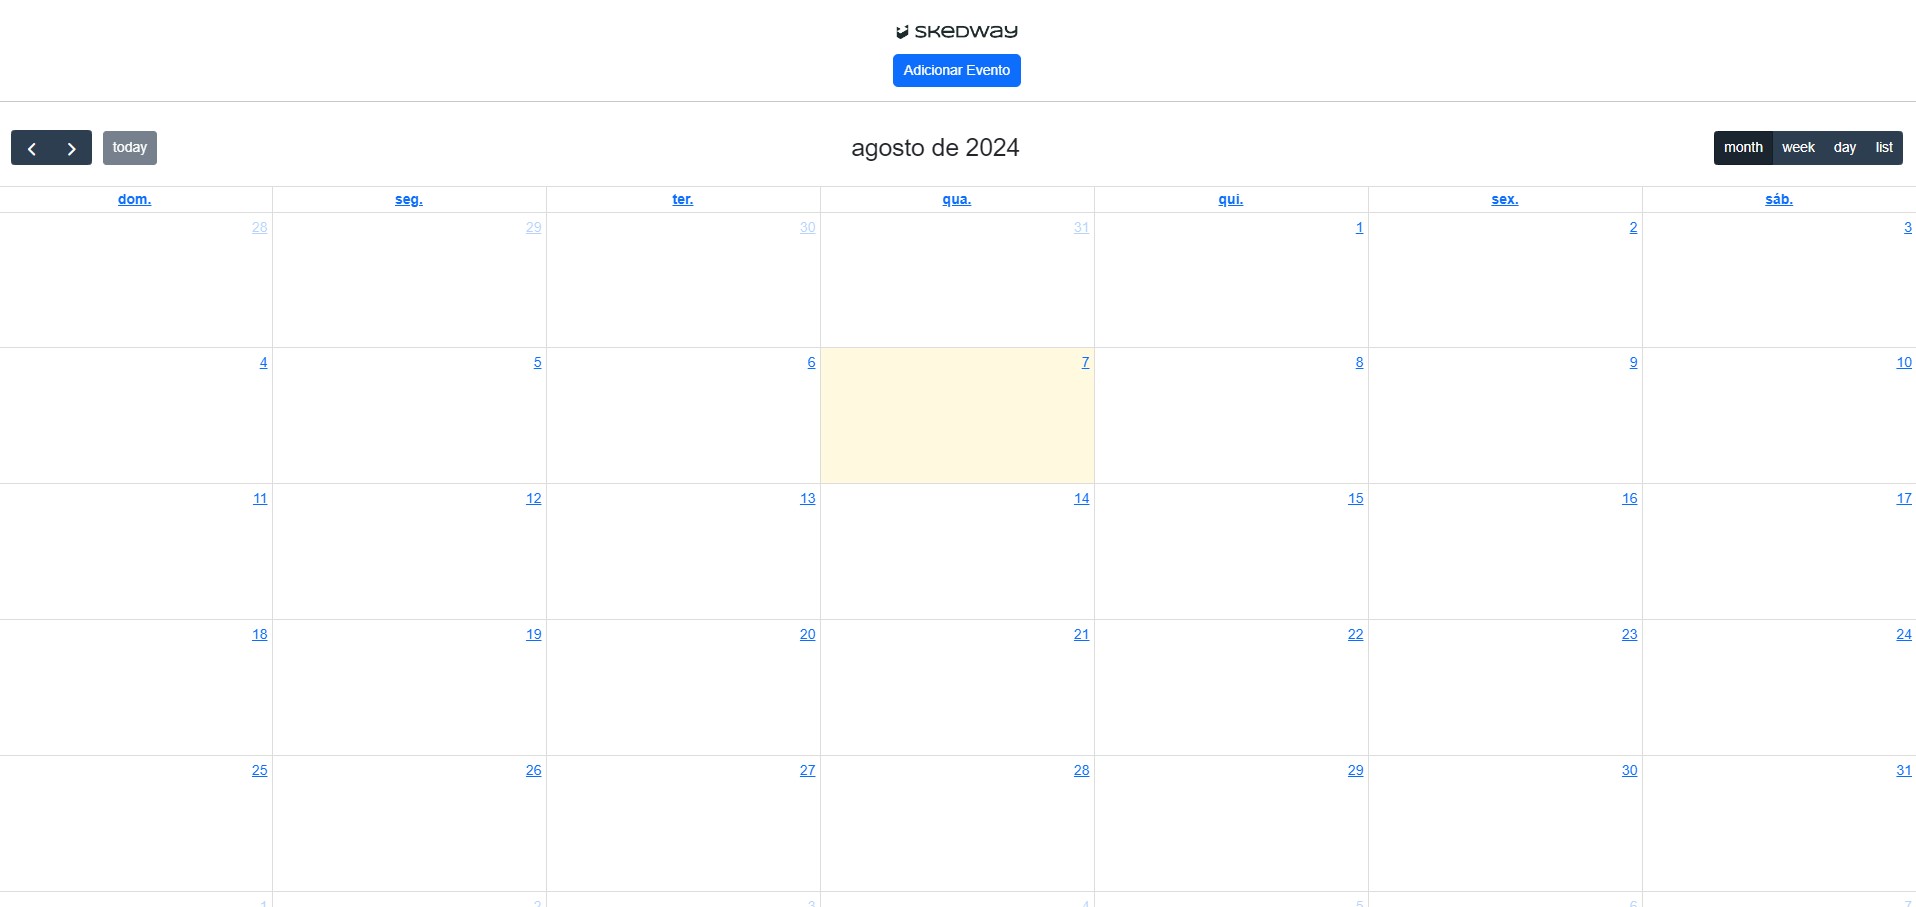 SKEDWAY
Adicionar Evento
today
agosto de 2024
month week day list
dom. seg. ter. qua. qui. sex. sáb.
28 29 30 31 1 2 3
4 5 6 7 8 9 10
11 12 13 14 15 16 17
18 19 20 21 22 23 24
25 26 27 28 29 30 31
1 2 3 4 5 6 7